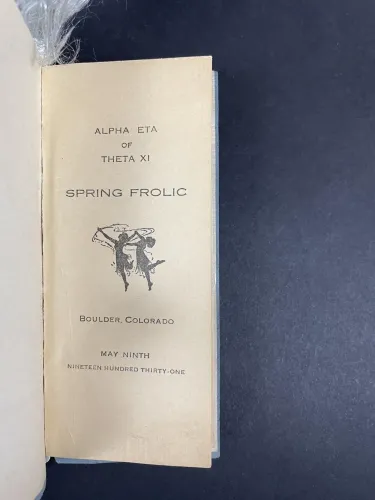 ALPHA ETA
OF
THETA XI
SPRING FROLIC
BOULDER, COLORADO
MAY NINTH
NINETEEN HUNDRED THIRTY-ONE